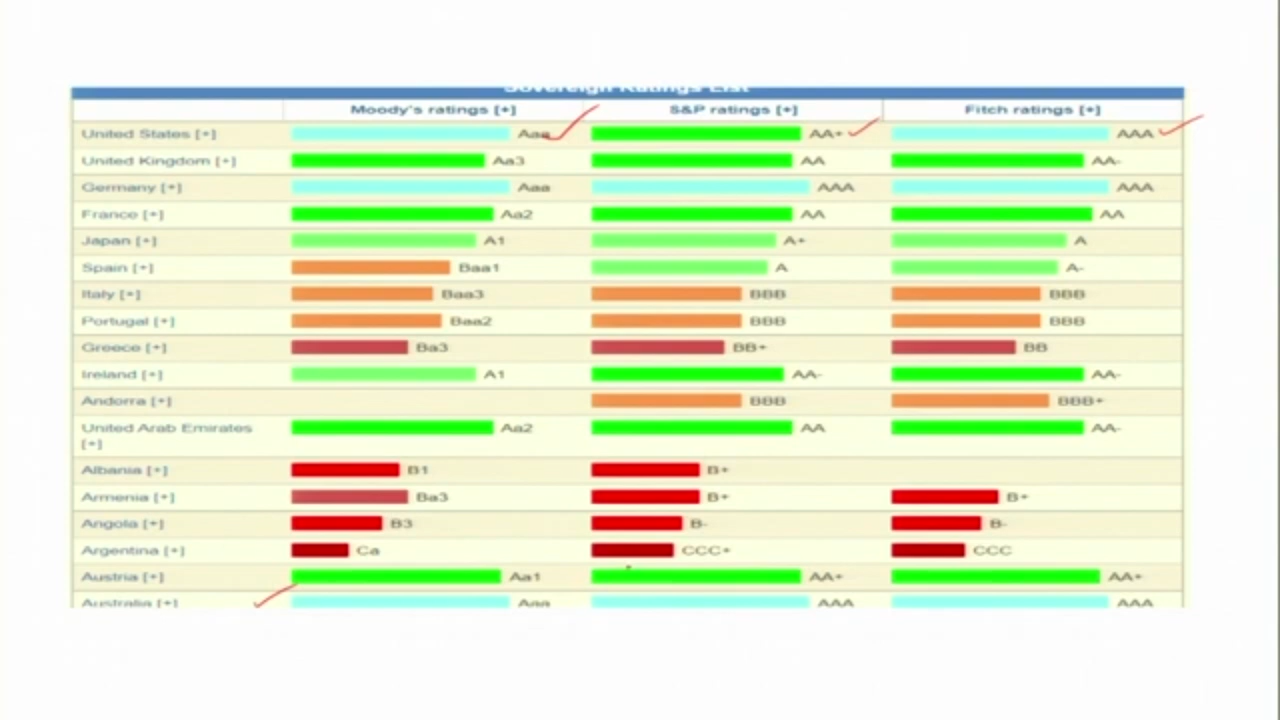 Sovereign Ratings List
Moody's ratings [+] S&P ratings [+] Fitch ratings [+]
United States [+] Aaa AA+ AAA
United Kingdom [+] Aa3 AA AA-
Germany [+] Aaa AAA AAA
France [+] Aa2 AA AA
Japan [+] A1 A+ A
Spain [+] Baa1 A A-
Italy [+] Baa3 BBB BBB
Portugal [+] Baa2 BBB BBB
Greece [+] Ba3 BB+ BB
Ireland [+] A1 AA- AA-
Andorra [+] BBB BBB+
United Arab Emirates Aa2 AA AA-
[+]
Albania [+] B1 B+
Armenia [+] Ba3 B+ B+
Angola [+] B3 B- B-
Argentina [+] Ca CCC+ CCC
Austria [+] Aa1 AA+ AA+
Australia [+] Aaa AAA AAA